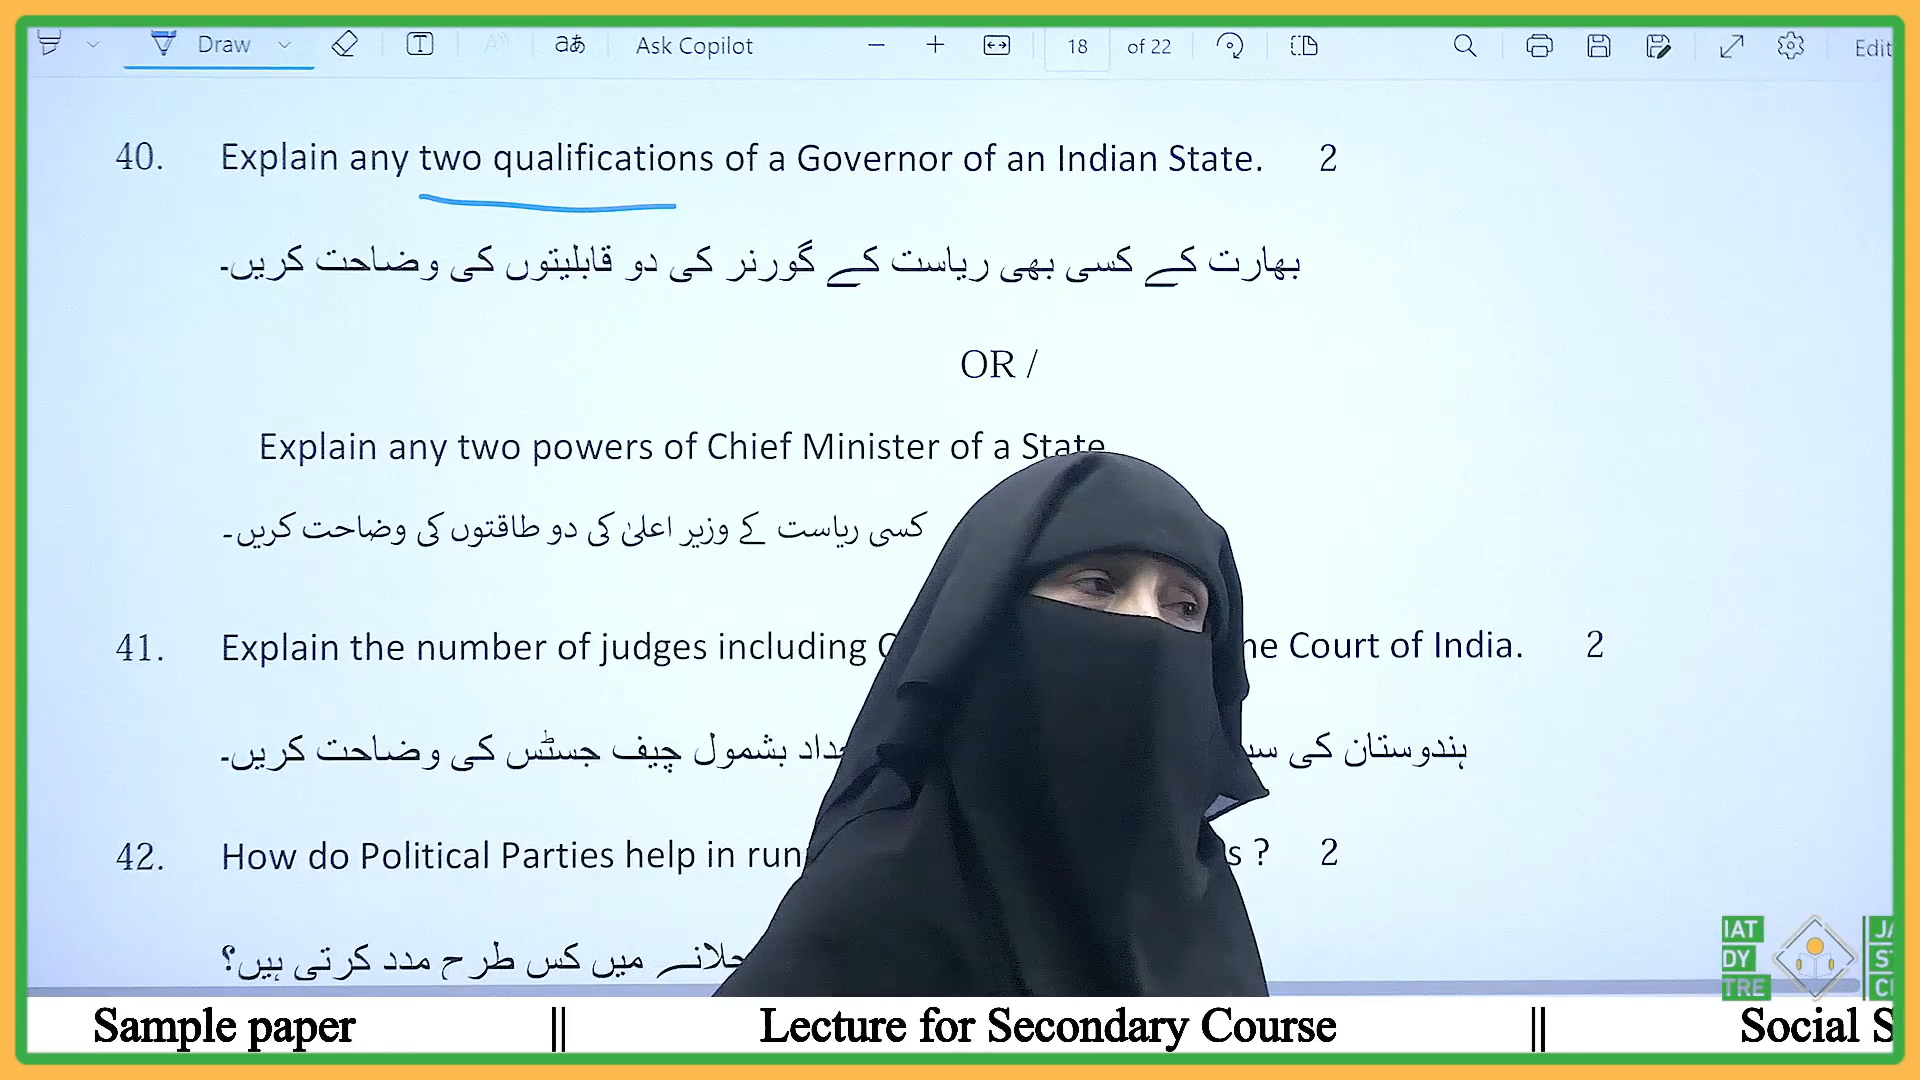 Draw
aあ
Ask Copilot
18
of 22
Edit
40. Explain any two qualifications of a Governor of an Indian State. 2
بھارت کے کسی بھی ریاست کے گورنر کی دو قابلیتوں کی وضاحت کریں۔
OR /
Explain any two powers of Chief Minister of a State
کسی ریاست کے وزیر اعلیٰ کی دو طاقتوں کی وضاحت کریں۔
41. Explain the number of judges including Court of India. 2
ہندوستان کی بشمول چیف جسٹس کی وضاحت کریں۔
42. How do Political Parties help in ? 2
چلانے میں کس طرح مدد کرتی ہیں؟
Sample paper || Lecture for Secondary Course || Social